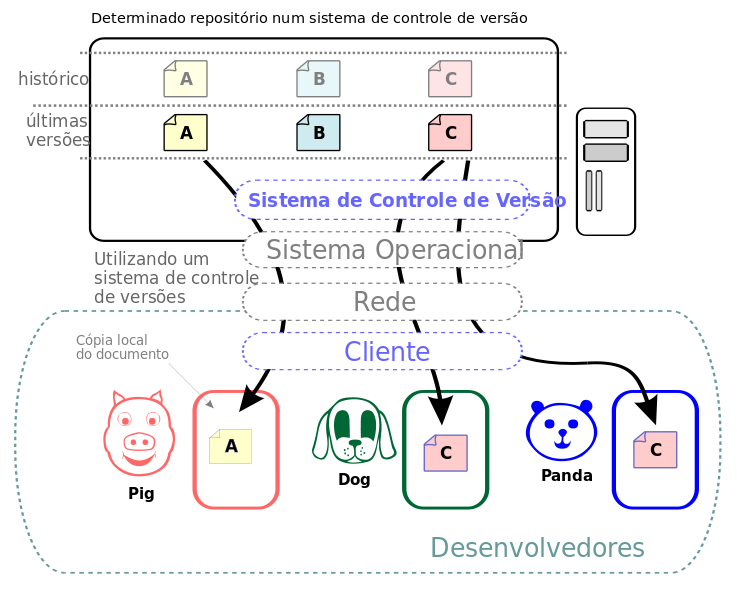 Determinado repositório num sistema de controle de versão
histórico
A
B
C
últimas
versões
A
B
C
Sistema de Controle de Versão
Sistema Operacional
Utilizando um
sistema de controle
de versões
Rede
Cliente
Cópia local
do documento
A
C
C
Pig
Dog
Panda
Desenvolvedores